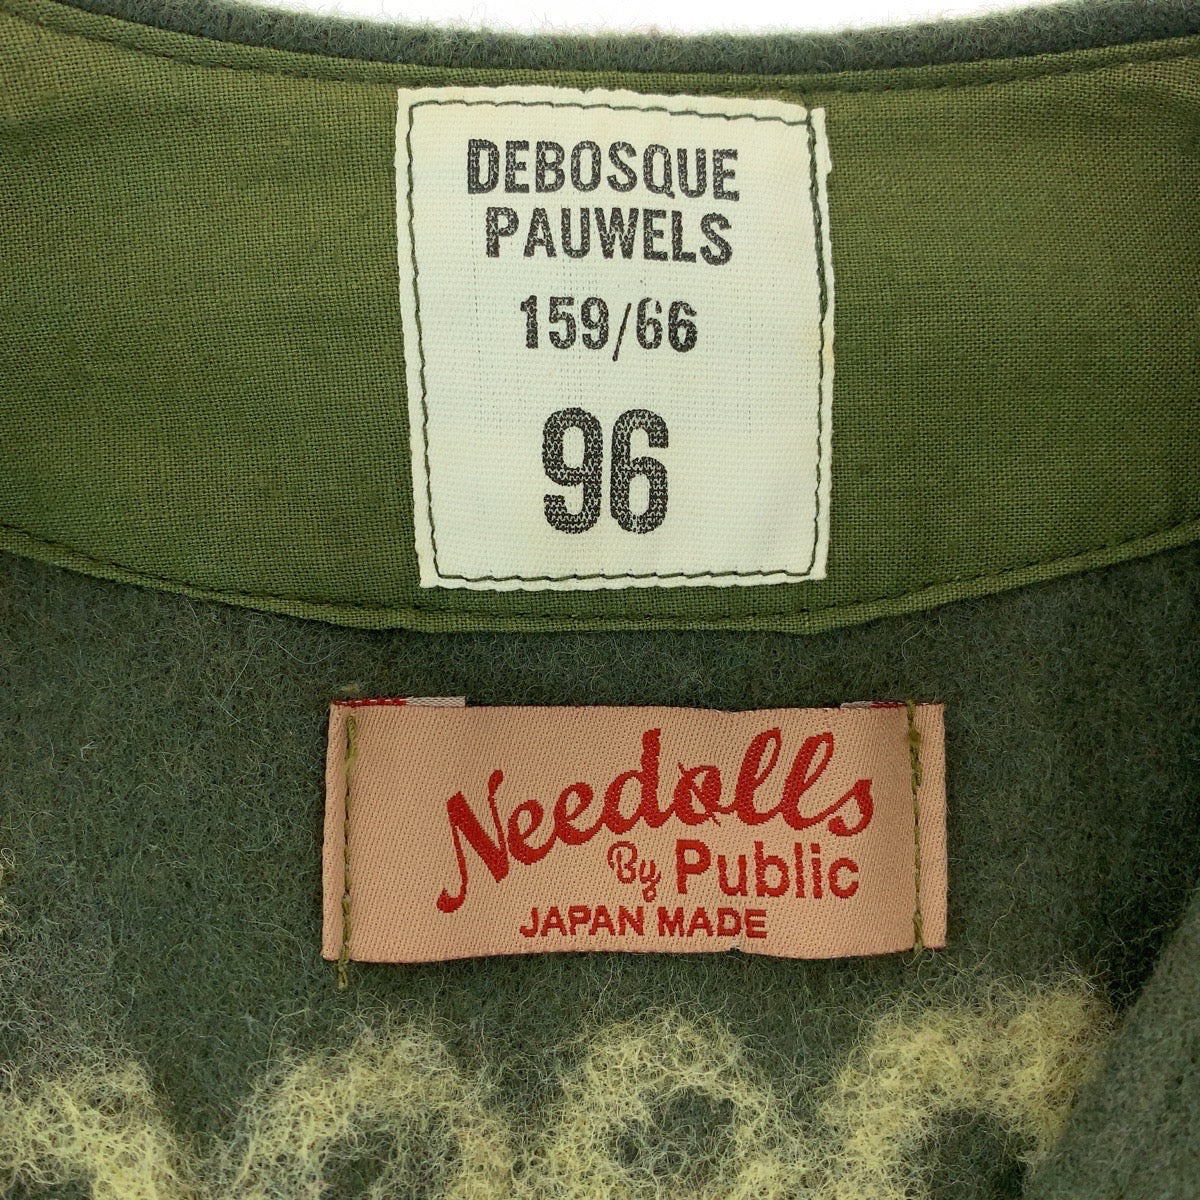 DEBOSQUE
PAUWELS
159/66
96
Needolls
By Public
JAPAN MADE